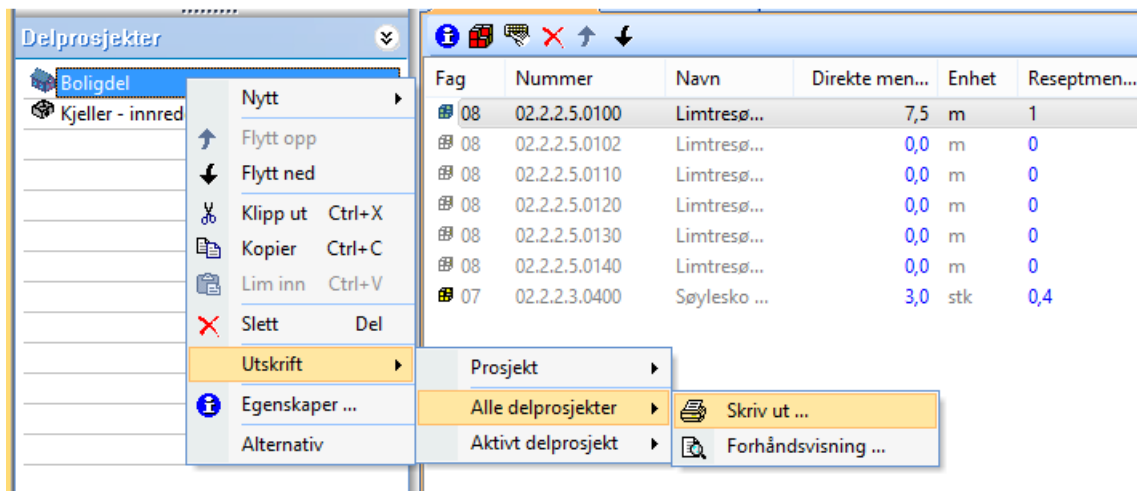 Delprosjekter
Boligdel
Kjeller - innred
Nytt
Flytt opp
Flytt ned
Klipp ut Ctrl+X
Kopier Ctrl+C
Lim inn Ctrl+V
Slett Del
Utskrift
Egenskaper ...
Alternativ
Prosjekt
Alle delprosjekter
Aktivt delprosjekt
Skriv ut ...
Forhåndsvisning ...
Fag Nummer Navn Direkte men... Enhet Reseptmen...
08 02.2.2.5.0100 Limtresø... 7,5 m 1
08 02.2.2.5.0102 Limtresø... 0,0 m 0
08 02.2.2.5.0110 Limtresø... 0,0 m 0
08 02.2.2.5.0120 Limtresø... 0,0 m 0
08 02.2.2.5.0130 Limtresø... 0,0 m 0
08 02.2.2.5.0140 Limtresø... 0,0 m 0
07 02.2.2.3.0400 Søylesko ... 3,0 stk 0,4